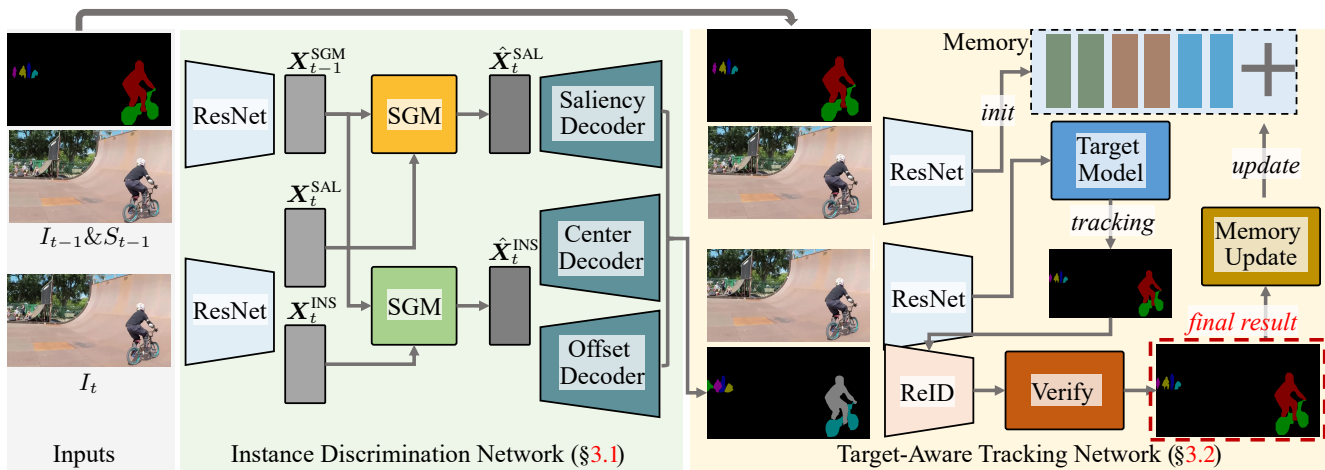 I_{t-1}&S_{t-1}
I_t
Inputs
ResNet
ResNet
X_{t-1}^{SGM}
X_t^{SAL}
X_t^{INS}
SGM
SGM
X̂_t^{SAL}
X̂_t^{INS}
Saliency
Decoder
Center
Decoder
Offset
Decoder
Instance Discrimination Network (§3.1)
Memory
init
ResNet
Target
Model
tracking
update
Memory
Update
ResNet
final result
ReID
Verify
Target-Aware Tracking Network (§3.2)